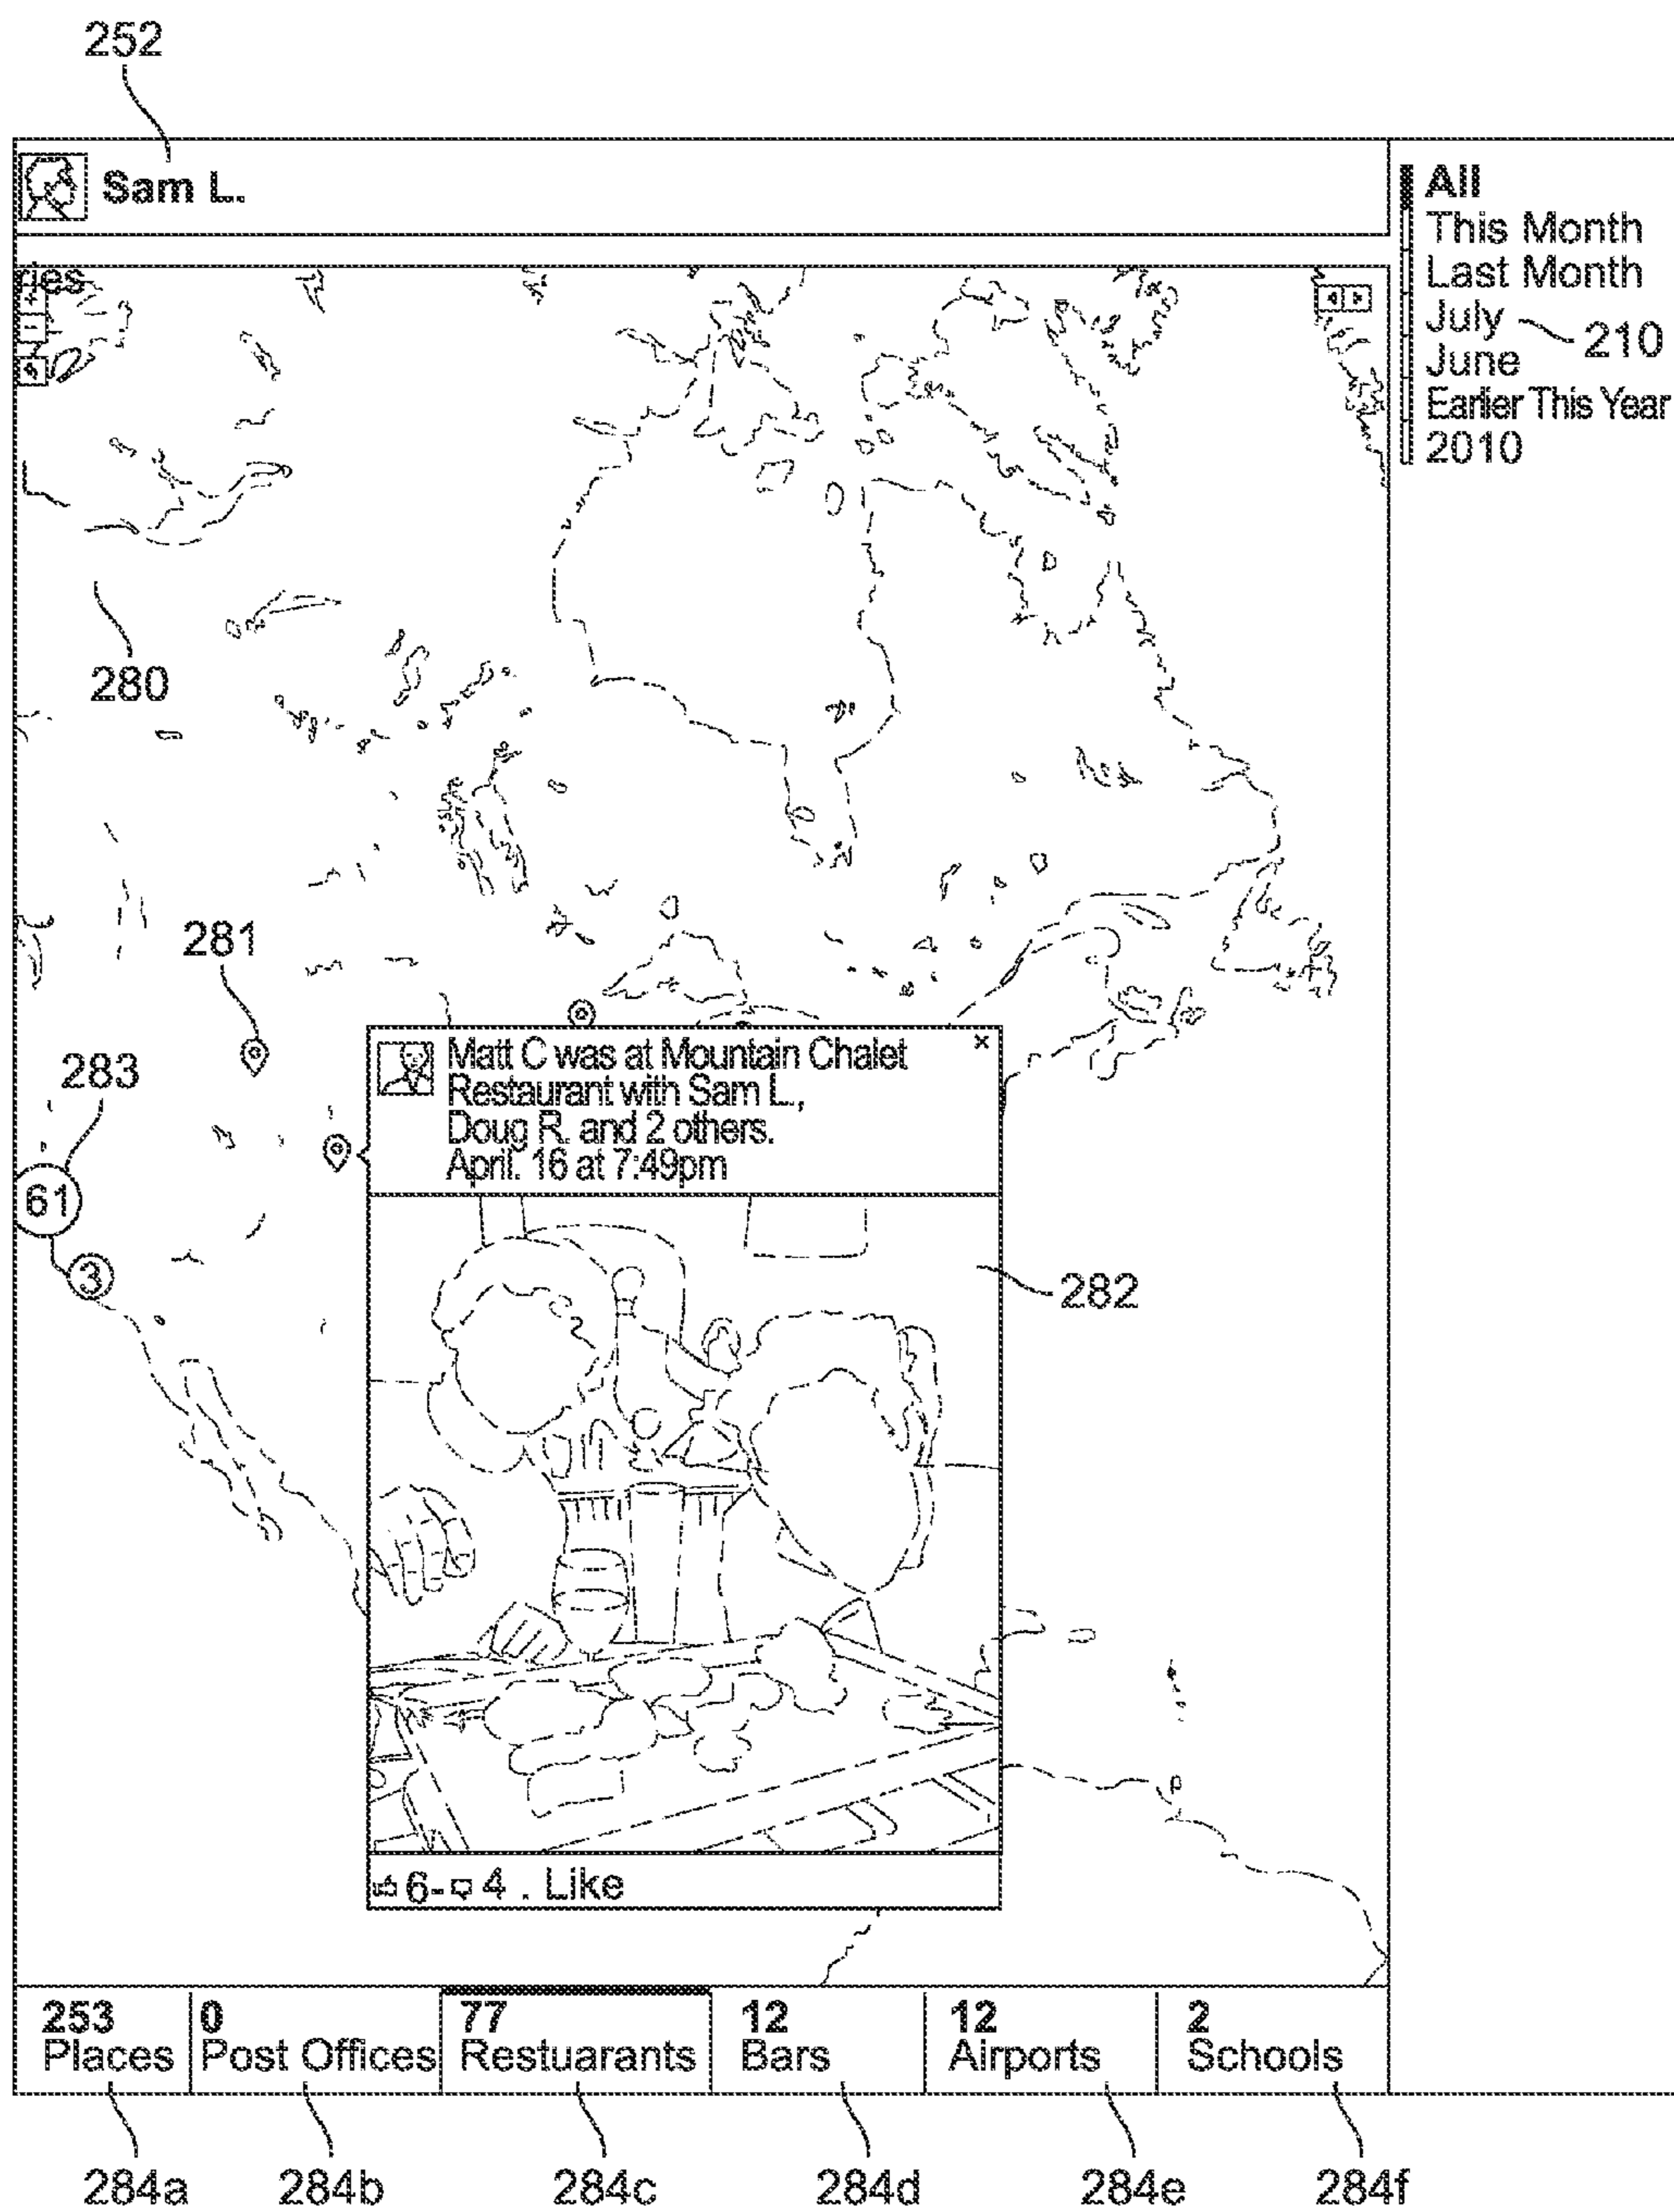 252
Sam L.
All
This Month
Last Month
July
210
June
Earlier This Year
2010
ries
280
281
283
61
3
Matt C was at Mountain Chalet
Restaurant with Sam L.,
Doug R. and 2 others.
April. 16 at 7:49pm
×
282
6-
4 . Like
253
Places
0
Post Offices
77
Restuarants
12
Bars
12
Airports
2
Schools
284a
284b
284c
284d
284e
284f